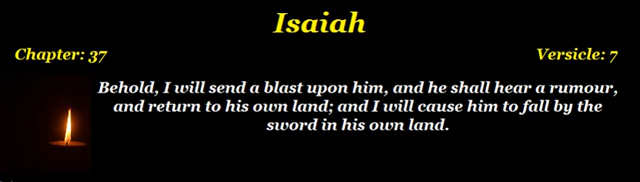 Isaiah
Chapter: 37 Versicle: 7
Behold, I will send a blast upon him, and he shall hear a rumour,
and return to his own land; and I will cause him to fall by the
sword in his own land.